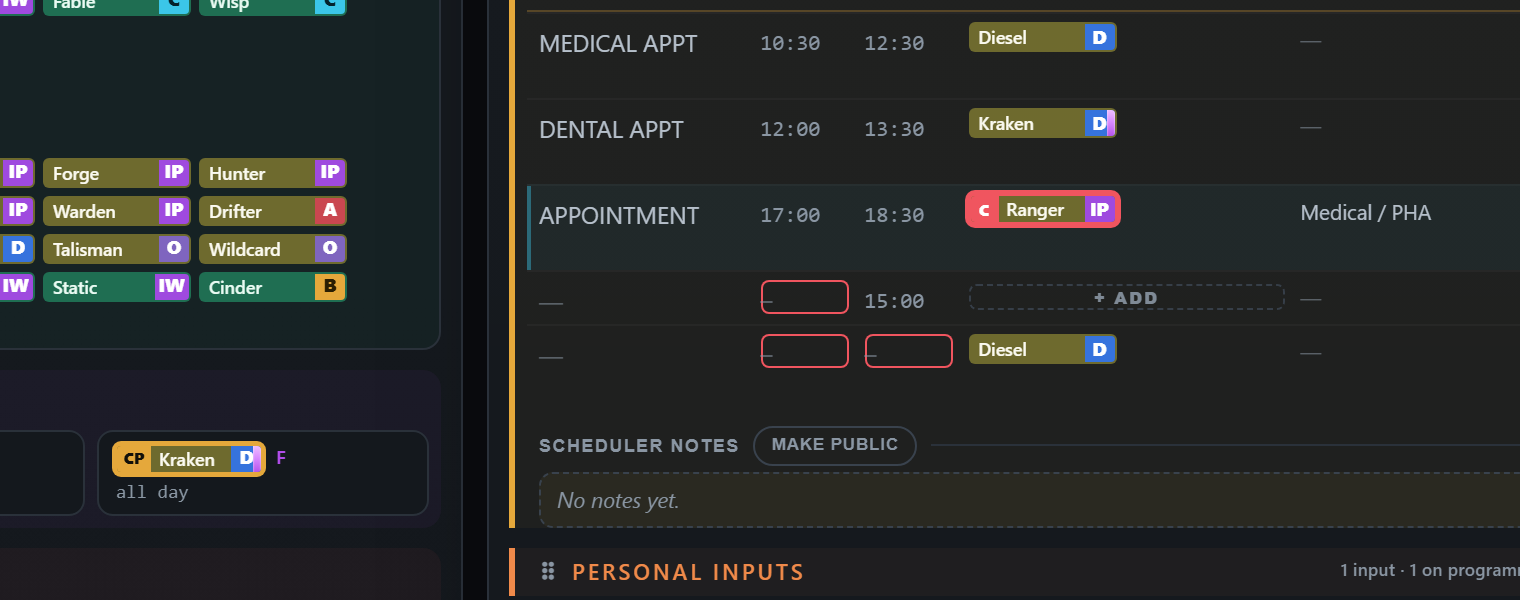 IW Fable C Wisp C
IP Forge IP Hunter IP
IP Warden IP Drifter A
D Talisman O Wildcard O
IW Static IW Cinder B
CP Kraken D F
all day
MEDICAL APPT 10:30 12:30 Diesel D —
DENTAL APPT 12:00 13:30 Kraken D —
APPOINTMENT 17:00 18:30 C Ranger IP Medical / PHA
— – 15:00 + ADD —
— – – Diesel D —
SCHEDULER NOTES MAKE PUBLIC
No notes yet.
PERSONAL INPUTS 1 input · 1 on